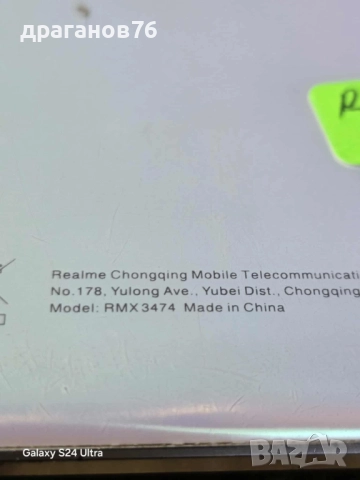 драганов76
R
Realme Chongqing Mobile Telecommunicati
No.178, Yulong Ave., Yubei Dist., Chongqing
Model: RMX3474 Made in China
Galaxy S24 Ultra
BAZAR